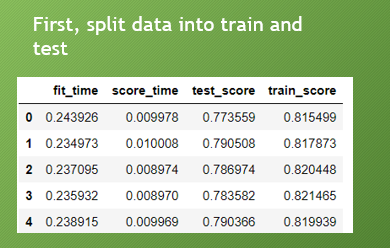 First, split data into train and
test
fit_time score_time test_score train_score
0 0.243926 0.009978 0.773559 0.815499
1 0.234973 0.010008 0.790508 0.817873
2 0.237095 0.008974 0.786974 0.820448
3 0.235932 0.008970 0.783582 0.821465
4 0.238915 0.009969 0.790366 0.819939